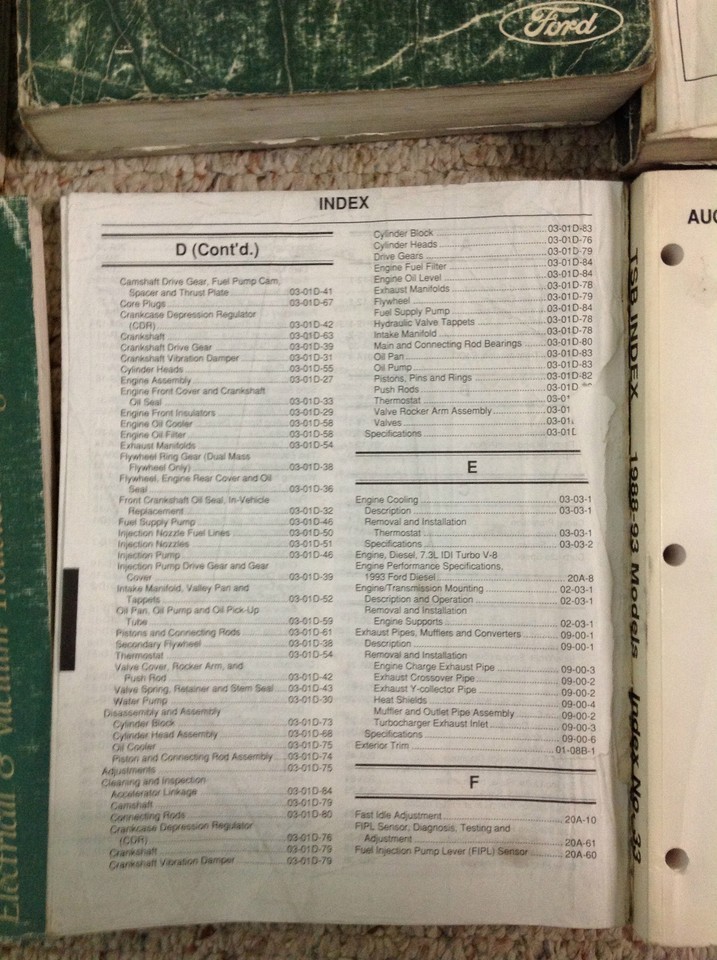 Ford
INDEX
D (Cont'd.)
Camshaft Drive Gear, Fuel Pump Cam,
Spacer and Thrust Plate 03-01D-41
Core Plugs 03-01D-67
Crankcase Depression Regulator
(CDR) 03-01D-42
Crankshaft 03-01D-63
Crankshaft Drive Gear 03-01D-39
Crankshaft Vibration Damper 03-01D-31
Cylinder Heads 03-01D-55
Engine Assembly 03-01D-27
Engine Front Cover and Crankshaft
Oil Seal 03-01D-33
Engine Front Insulators 03-01D-29
Engine Oil Cooler 03-01D-58
Engine Oil Filter 03-01D-58
Exhaust Manifolds 03-01D-54
Flywheel Ring Gear (Dual Mass
Flywheel Only) 03-01D-38
Flywheel, Engine Rear Cover and Oil
Seal 03-01D-36
Front Crankshaft Oil Seal, In-Vehicle
Replacement 03-01D-32
Fuel Supply Pump 03-01D-46
Injection Nozzle Fuel Lines 03-01D-50
Injection Nozzles 03-01D-51
Injection Pump 03-01D-46
Injection Pump Drive Gear and Gear
Cover 03-01D-39
Intake Manifold, Valley Pan and
Tappets 03-01D-52
Oil Pan, Oil Pump and Oil Pick-Up
Tube 03-01D-59
Pistons and Connecting Rods 03-01D-61
Secondary Flywheel 03-01D-38
Thermostat 03-01D-54
Valve Cover, Rocker Arm, and
Push Rod 03-01D-42
Valve Spring, Retainer and Stem Seal 03-01D-43
Water Pump 03-01D-30
Disassembly and Assembly
Cylinder Block 03-01D-73
Cylinder Head Assembly 03-01D-68
Oil Cooler 03-01D-75
Piston and Connecting Rod Assembly 03-01D-74
Adjustments 03-01D-75
Cleaning and Inspection
Accelerator Linkage 03-01D-84
Camshaft 03-01D-79
Connecting Rods 03-01D-80
Crankcase Depression Regulator
(CDR) 03-01D-76
Crankshaft 03-01D-79
Crankshaft Vibration Damper 03-01D-79
Cylinder Block 03-01D-83
Cylinder Heads 03-01D-76
Drive Gears 03-01D-79
Engine Fuel Filter 03-01D-84
Engine Oil Level 03-01D-84
Exhaust Manifolds 03-01D-78
Flywheel 03-01D-79
Fuel Supply Pump 03-01D-84
Hydraulic Valve Tappets 03-01D-78
Intake Manifold 03-01D-78
Main and Connecting Rod Bearings 03-01D-80
Oil Pan 03-01D-83
Oil Pump 03-01D-83
Pistons, Pins and Rings 03-01D-82
Push Rods 03-01D
Thermostat 03-0
Valve Rocker Arm Assembly 03-01
Valves 03-01
Specifications 03-01
E
Engine Cooling 03-03-1
Description 03-03-1
Removal and Installation
Thermostat 03-03-1
Specifications 03-03-2
Engine, Diesel, 7.3L IDI Turbo V-8
Engine Performance Specifications,
1993 Ford Diesel 20A-8
Engine/Transmission Mounting 02-03-1
Description and Operation 02-03-1
Removal and Installation
Engine Supports 02-03-1
Exhaust Pipes, Mufflers and Converters 09-00-1
Description 09-00-1
Removal and Installation
Engine Charge Exhaust Pipe 09-00-3
Exhaust Crossover Pipe 09-00-2
Exhaust Y-collector Pipe 09-00-2
Heat Shields 09-00-4
Muffler and Outlet Pipe Assembly 09-00-2
Turbocharger Exhaust Inlet 09-00-3
Specifications 09-00-6
Exterior Trim 01-08B-1
F
Fast Idle Adjustment 20A-10
FIPL Sensor, Diagnosis, Testing and
Adjustment 20A-61
Fuel Injection Pump Lever (FIPL) Sensor 20A-60
TSB INDEX 1988-93 Models Index No. 33
AUG
Electrical & Vacuum